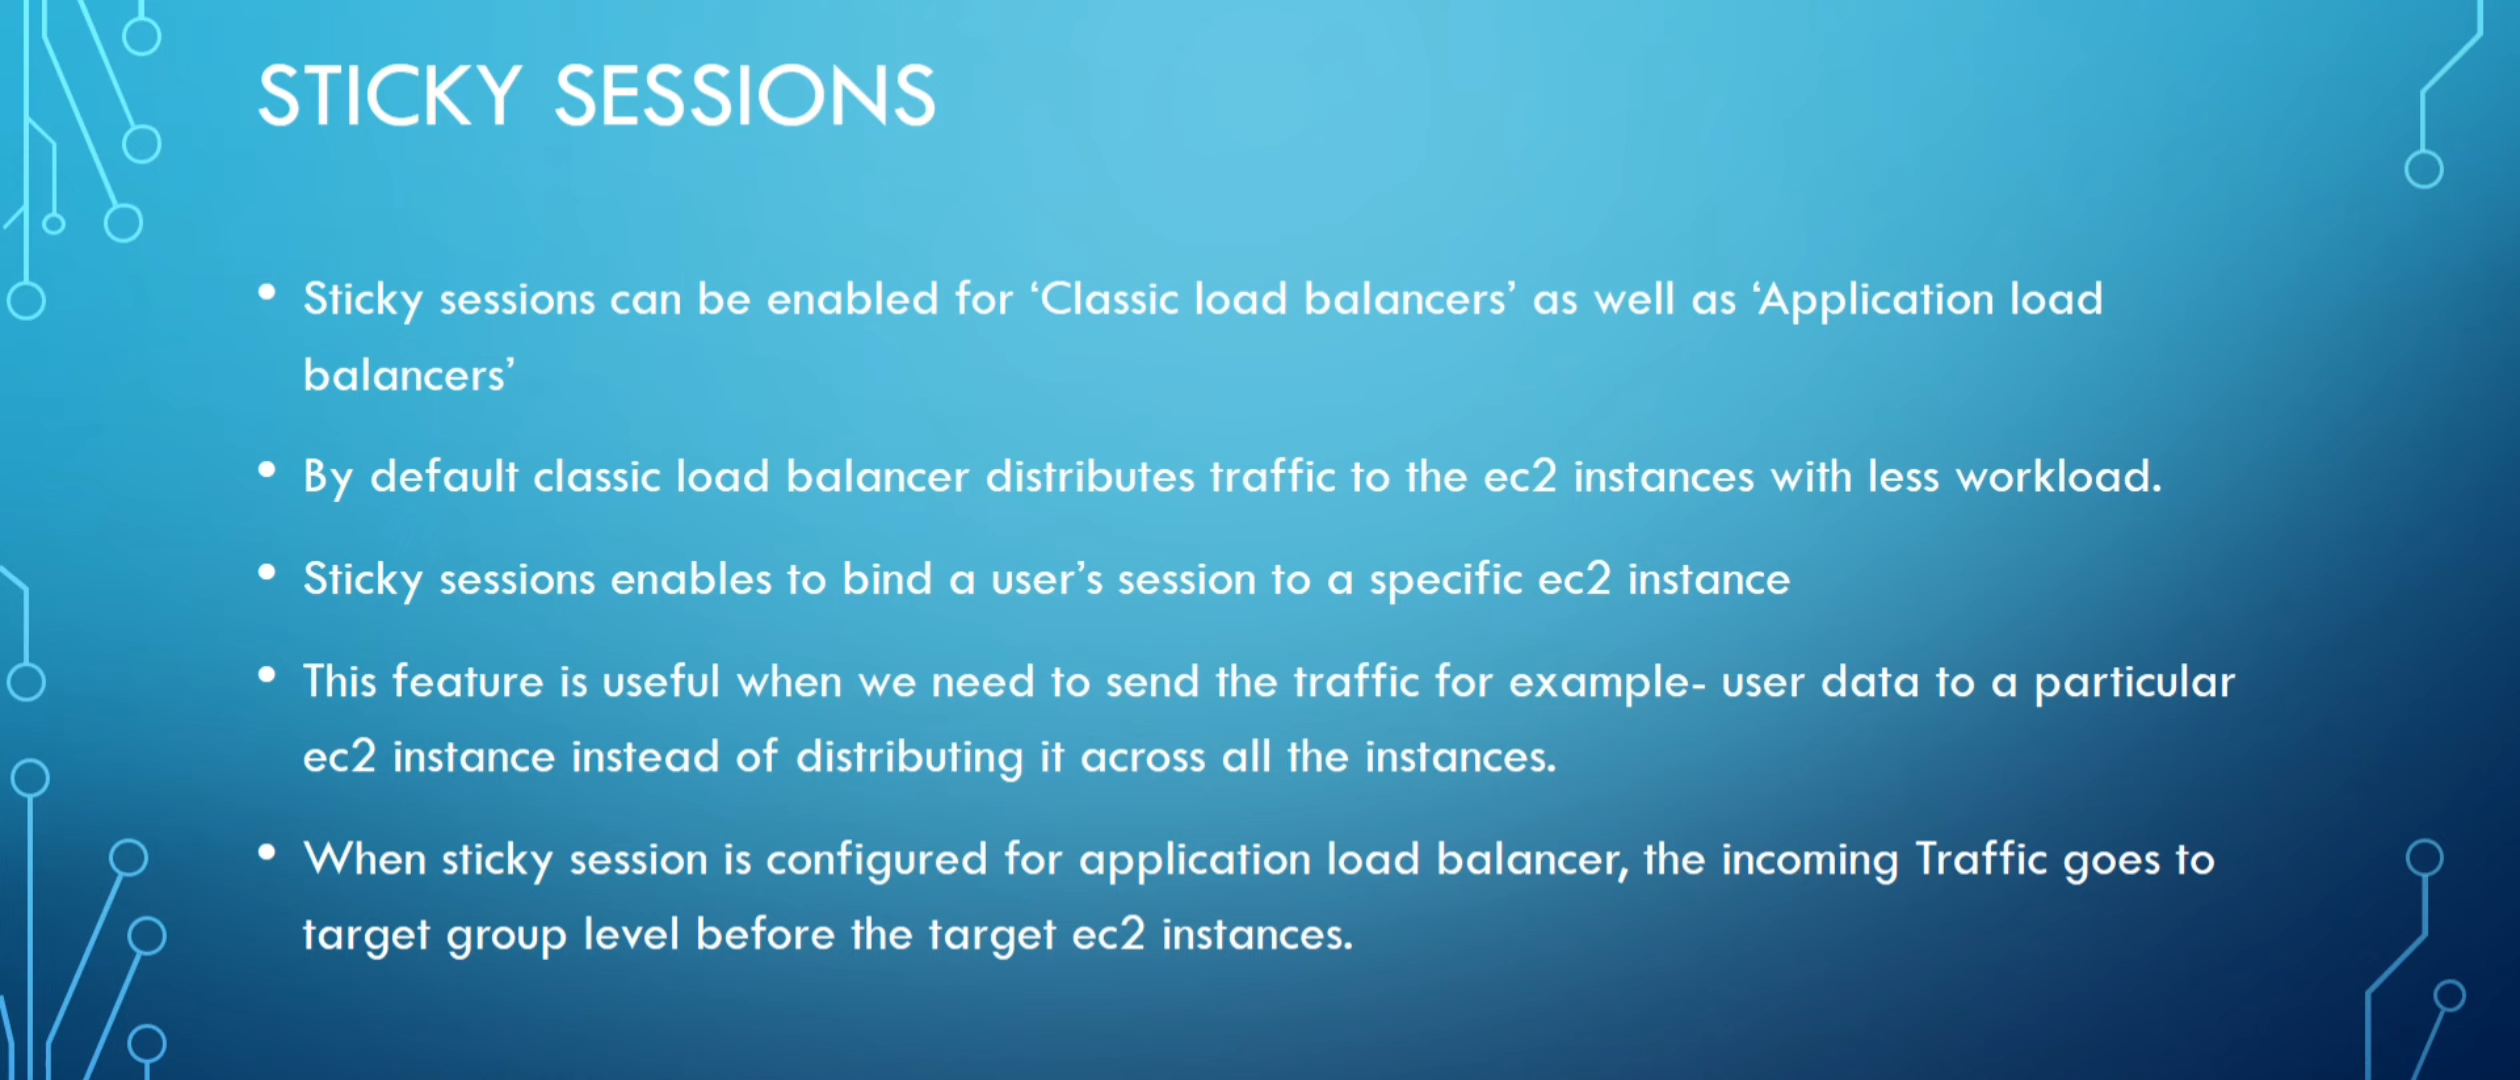 STICKY SESSIONS
• Sticky sessions can be enabled for ‘Classic load balancers’ as well as ‘Application load
balancers’
• By default classic load balancer distributes traffic to the ec2 instances with less workload.
• Sticky sessions enables to bind a user’s session to a specific ec2 instance
• This feature is useful when we need to send the traffic for example- user data to a particular
ec2 instance instead of distributing it across all the instances.
• When sticky session is configured for application load balancer, the incoming Traffic goes to
target group level before the target ec2 instances.